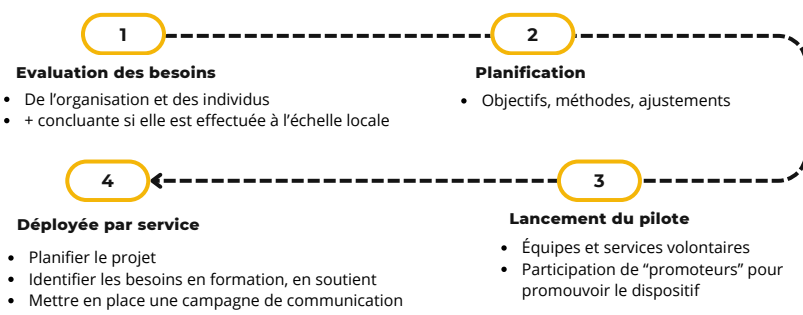 1
Evaluation des besoins
• De l’organisation et des individus
• + concluante si elle est effectuée à l’échelle locale
2
Planification
• Objectifs, méthodes, ajustements
3
Lancement du pilote
• Équipes et services volontaires
• Participation de “promoteurs” pour
promouvoir le dispositif
4
Déployée par service
• Planifier le projet
• Identifier les besoins en formation, en soutient
• Mettre en place une campagne de communication